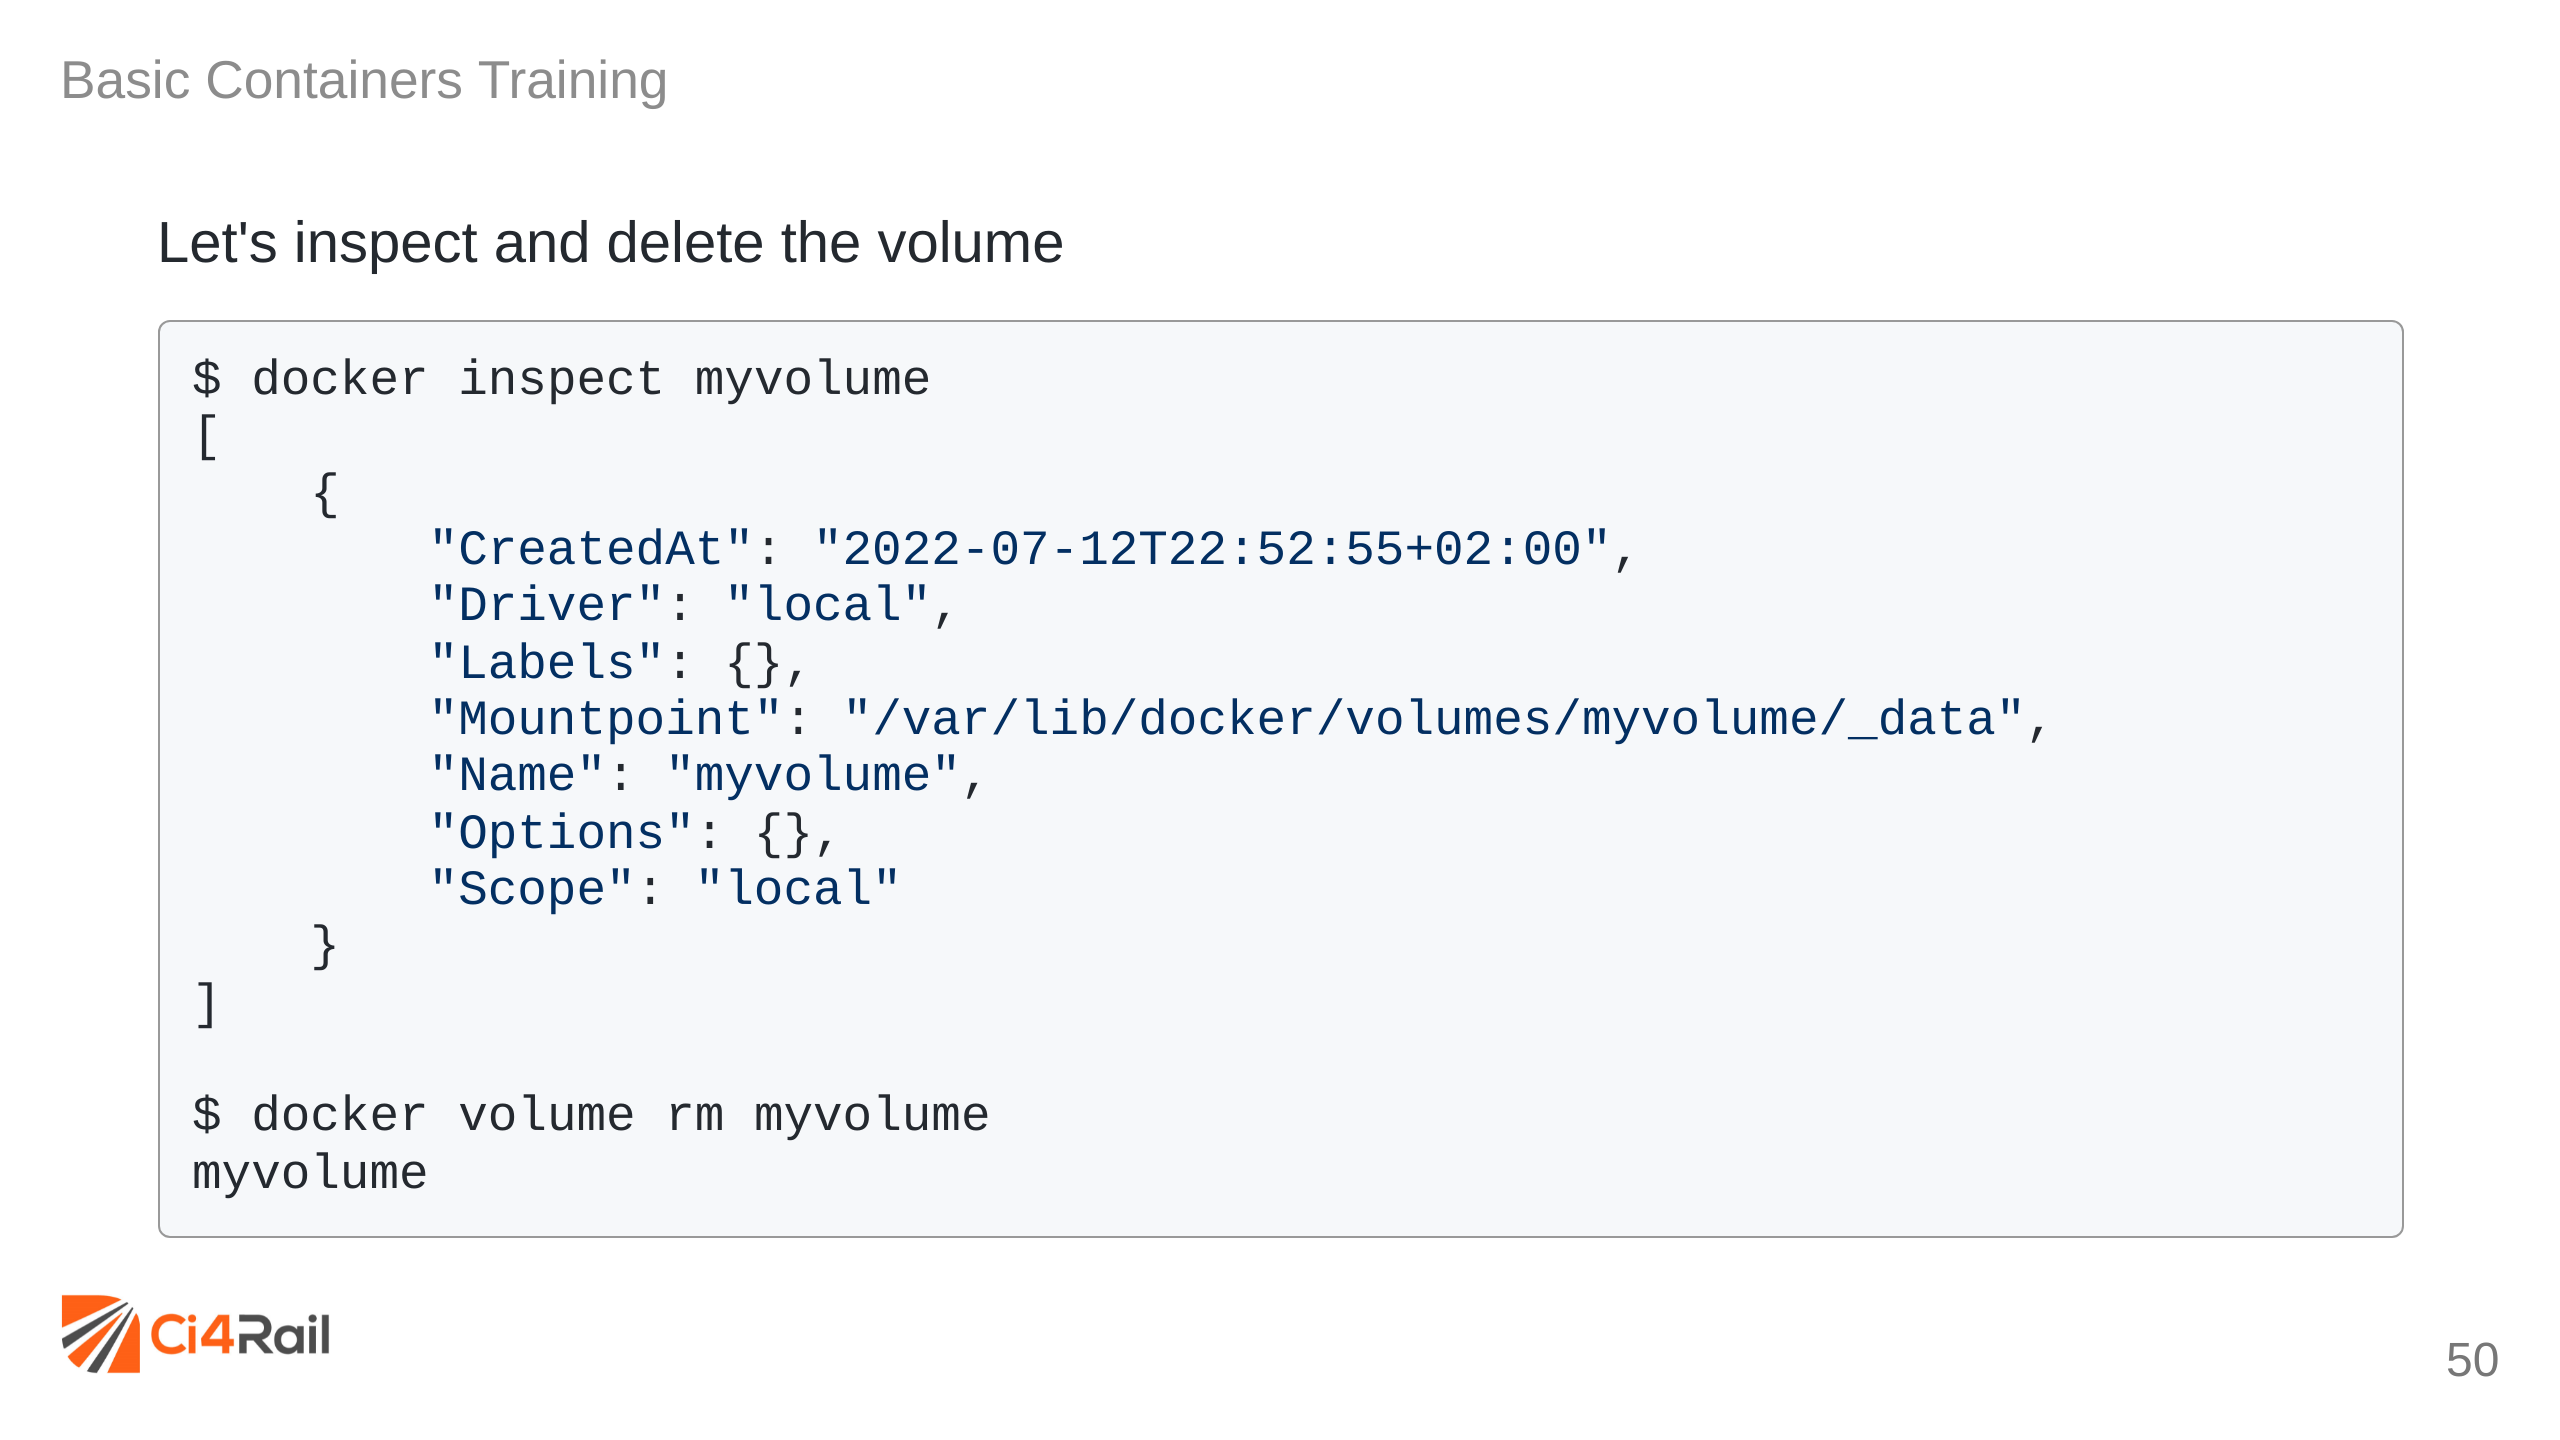 Basic Containers Training
Let's inspect and delete the volume
$ docker inspect myvolume
[
    {
        "CreatedAt": "2022-07-12T22:52:55+02:00",
        "Driver": "local",
        "Labels": {},
        "Mountpoint": "/var/lib/docker/volumes/myvolume/_data",
        "Name": "myvolume",
        "Options": {},
        "Scope": "local"
    }
]

$ docker volume rm myvolume
myvolume
Ci4Rail
50